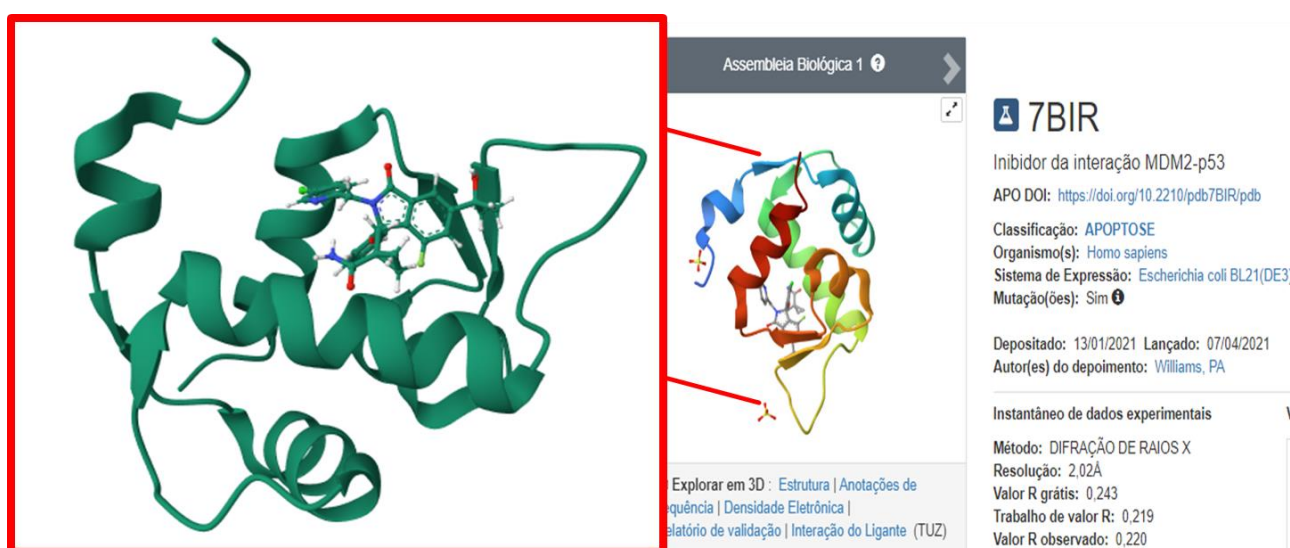 Assembleia Biológica 1 ?
7BIR
Inibidor da interação MDM2-p53
APO DOI: https://doi.org/10.2210/pdb7BIR/pdb
Classificação: APOPTOSE
Organismo(s): Homo sapiens
Sistema de Expressão: Escherichia coli BL21(DE3)
Mutação(ões): Sim
Depositado: 13/01/2021 Lançado: 07/04/2021
Autor(es) do depoimento: Williams, PA
Instantâneo de dados experimentais
Método: DIFRAÇÃO DE RAIOS X
Resolução: 2,02Å
Valor R grátis: 0,243
Trabalho de valor R: 0,219
Valor R observado: 0,220
Explorar em 3D : Estrutura | Anotações de
equência | Densidade Eletrônica |
elatório de validação | Interação do Ligante (TUZ)